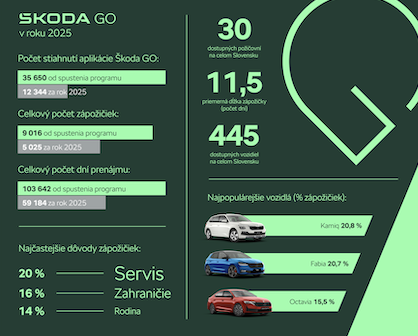 ŠKODA GO
v roku 2025
Počet stiahnutí aplikácie Škoda GO:
35 650 od spustenia programu
12 344 za rok 2025
Celkový počet zápožičiek:
9 016 od spustenia programu
5 025 za rok 2025
Celkový počet dní prenájmu:
103 642 od spustenia programu
59 184 za rok 2025
Najčastejšie dôvody zápožičiek:
20 % Servis
16 % Zahraničie
14 % Rodina
30
dostupných požičovní
na celom Slovensku
11,5
priemerná dĺžka zápožičky
(počet dní)
445
dostupných vozidiel
na celom Slovensku
Najpopulárejšie vozidlá (% zápožičiek):
Kamiq 20,8 %
Fabia 20,7 %
Octavia 15,5 %